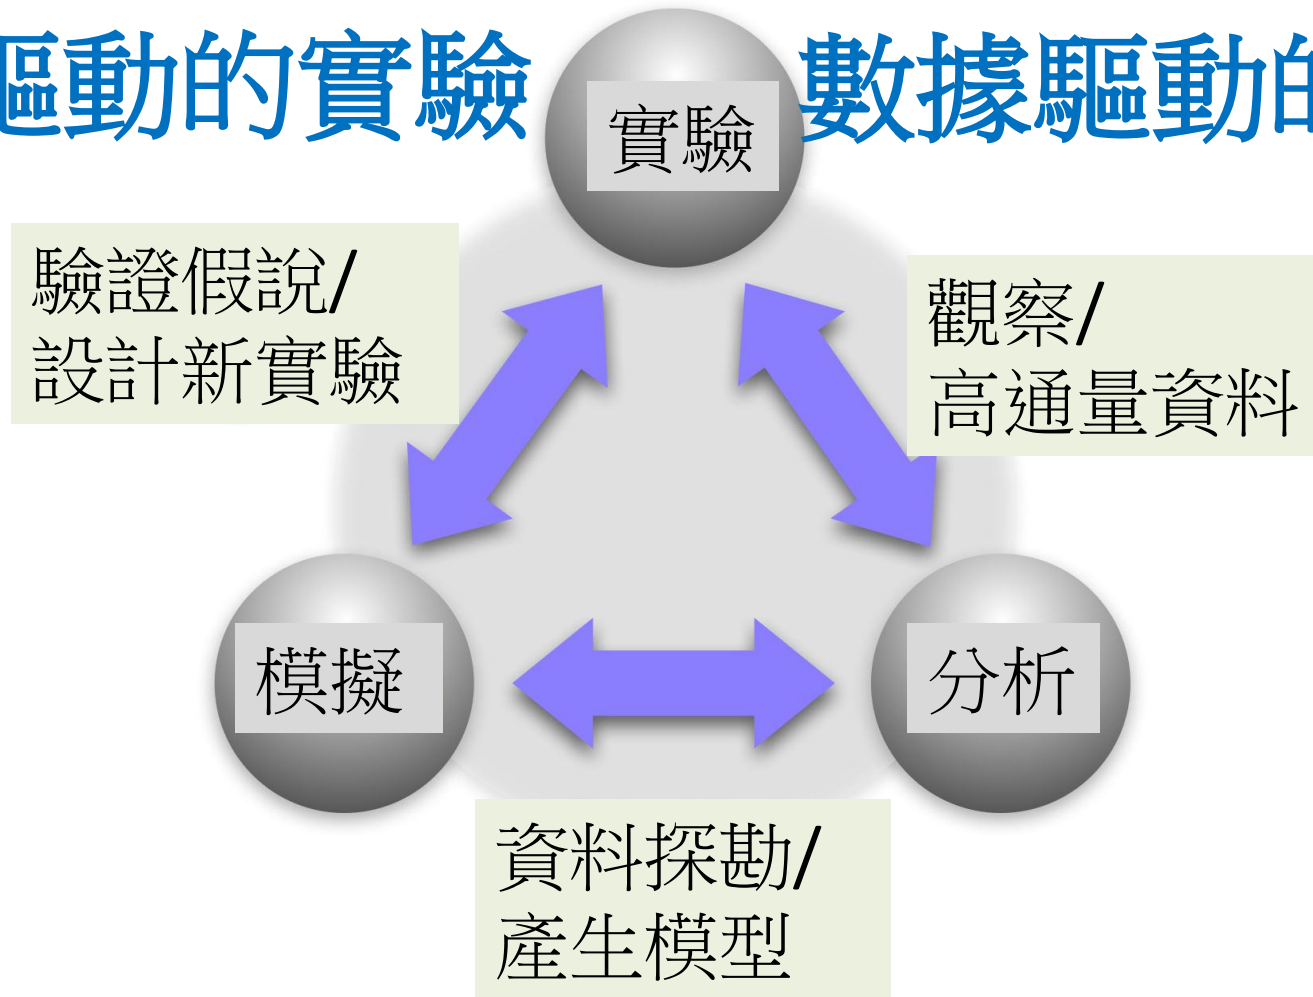 驅動的實驗
數據驅動的
實驗
驗證假説/
設計新實驗
觀察/
高通量資料
模擬
分析
資料探勘/
產生模型